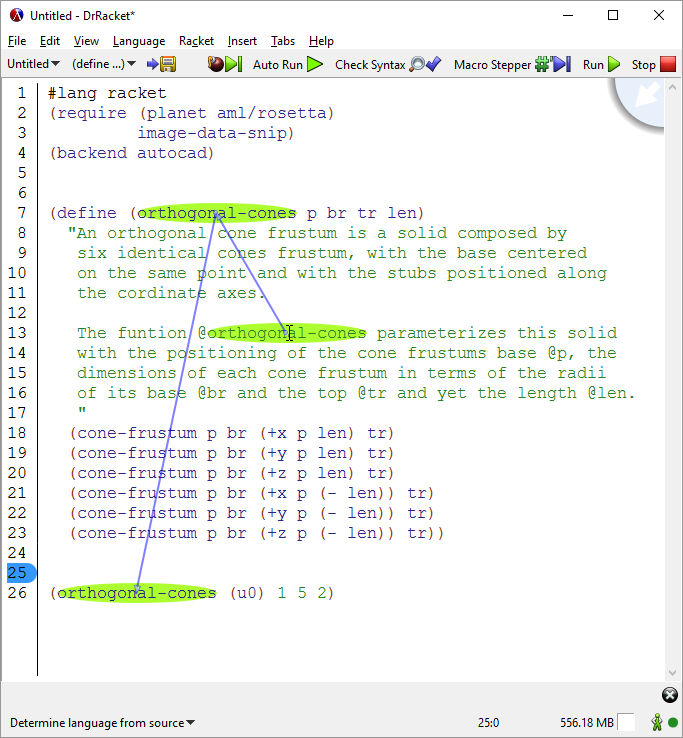 Untitled - DrRacket*
File Edit View Language Racket Insert Tabs Help
Untitled (define ...) Auto Run Check Syntax Macro Stepper Run Stop
1 #lang racket
2 (require (planet aml/rosetta)
3 image-data-snip)
4 (backend autocad)
5
6
7 (define (orthogonal-cones p br tr len)
8 "An orthogonal cone frustum is a solid composed by
9 six identical cones frustum, with the base centered
10 on the same point and with the stubs positioned along
11 the cordinate axes.
12
13 The funtion @orthogonal-cones parameterizes this solid
14 with the positioning of the cone frustums base @p, the
15 dimensions of each cone frustum in terms of the radii
16 of its base @br and the top @tr and yet the length @len.
17 "
18 (cone-frustum p br (+x p len) tr)
19 (cone-frustum p br (+y p len) tr)
20 (cone-frustum p br (+z p len) tr)
21 (cone-frustum p br (+x p (- len)) tr)
22 (cone-frustum p br (+y p (- len)) tr)
23 (cone-frustum p br (+z p (- len)) tr))
24
25
26 (orthogonal-cones (u0) 1 5 2)
Determine language from source 25:0 556.18 MB